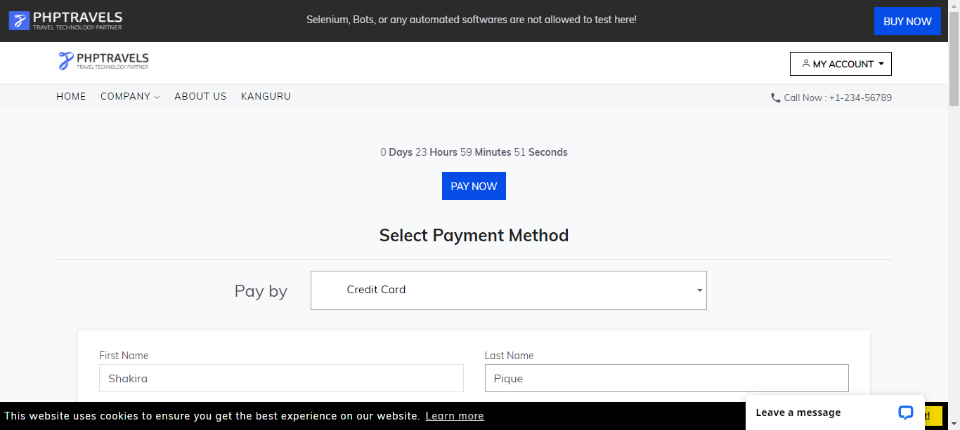 PHPTRAVELS
TRAVEL TECHNOLOGY PARTNER
Selenium, Bots, or any automated softwares are not allowed to test here!
BUY NOW
PHPTRAVELS
TRAVEL TECHNOLOGY PARTNER
MY ACCOUNT
HOME COMPANY ABOUT US KANGURU
Call Now : +1-234-56789
0 Days 23 Hours 59 Minutes 51 Seconds
PAY NOW
Select Payment Method
Pay by
Credit Card
First Name
Last Name
Shakira
Pique
This website uses cookies to ensure you get the best experience on our website. Learn more
Leave a message